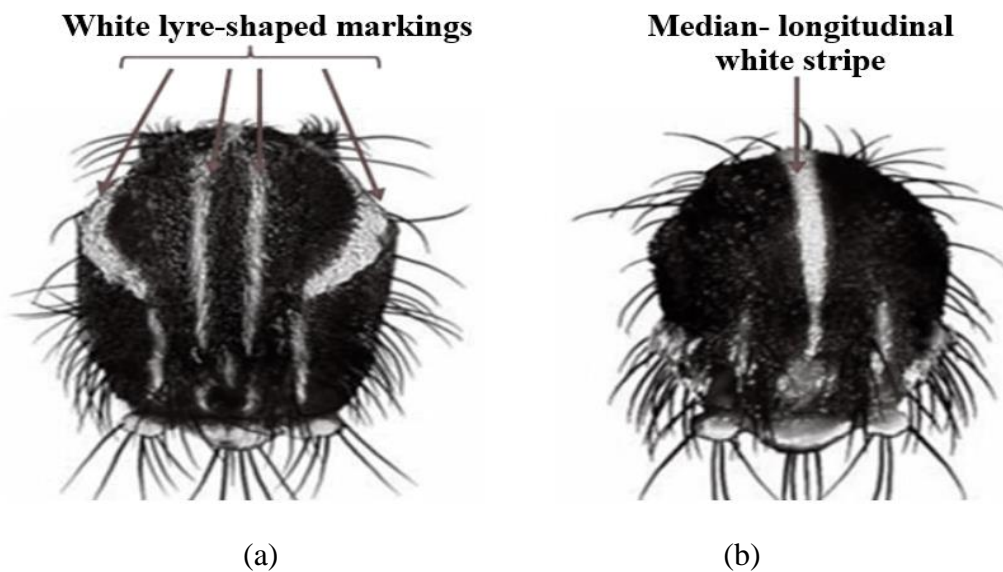 White lyre-shaped markings
Median- longitudinal
white stripe
(a)
(b)